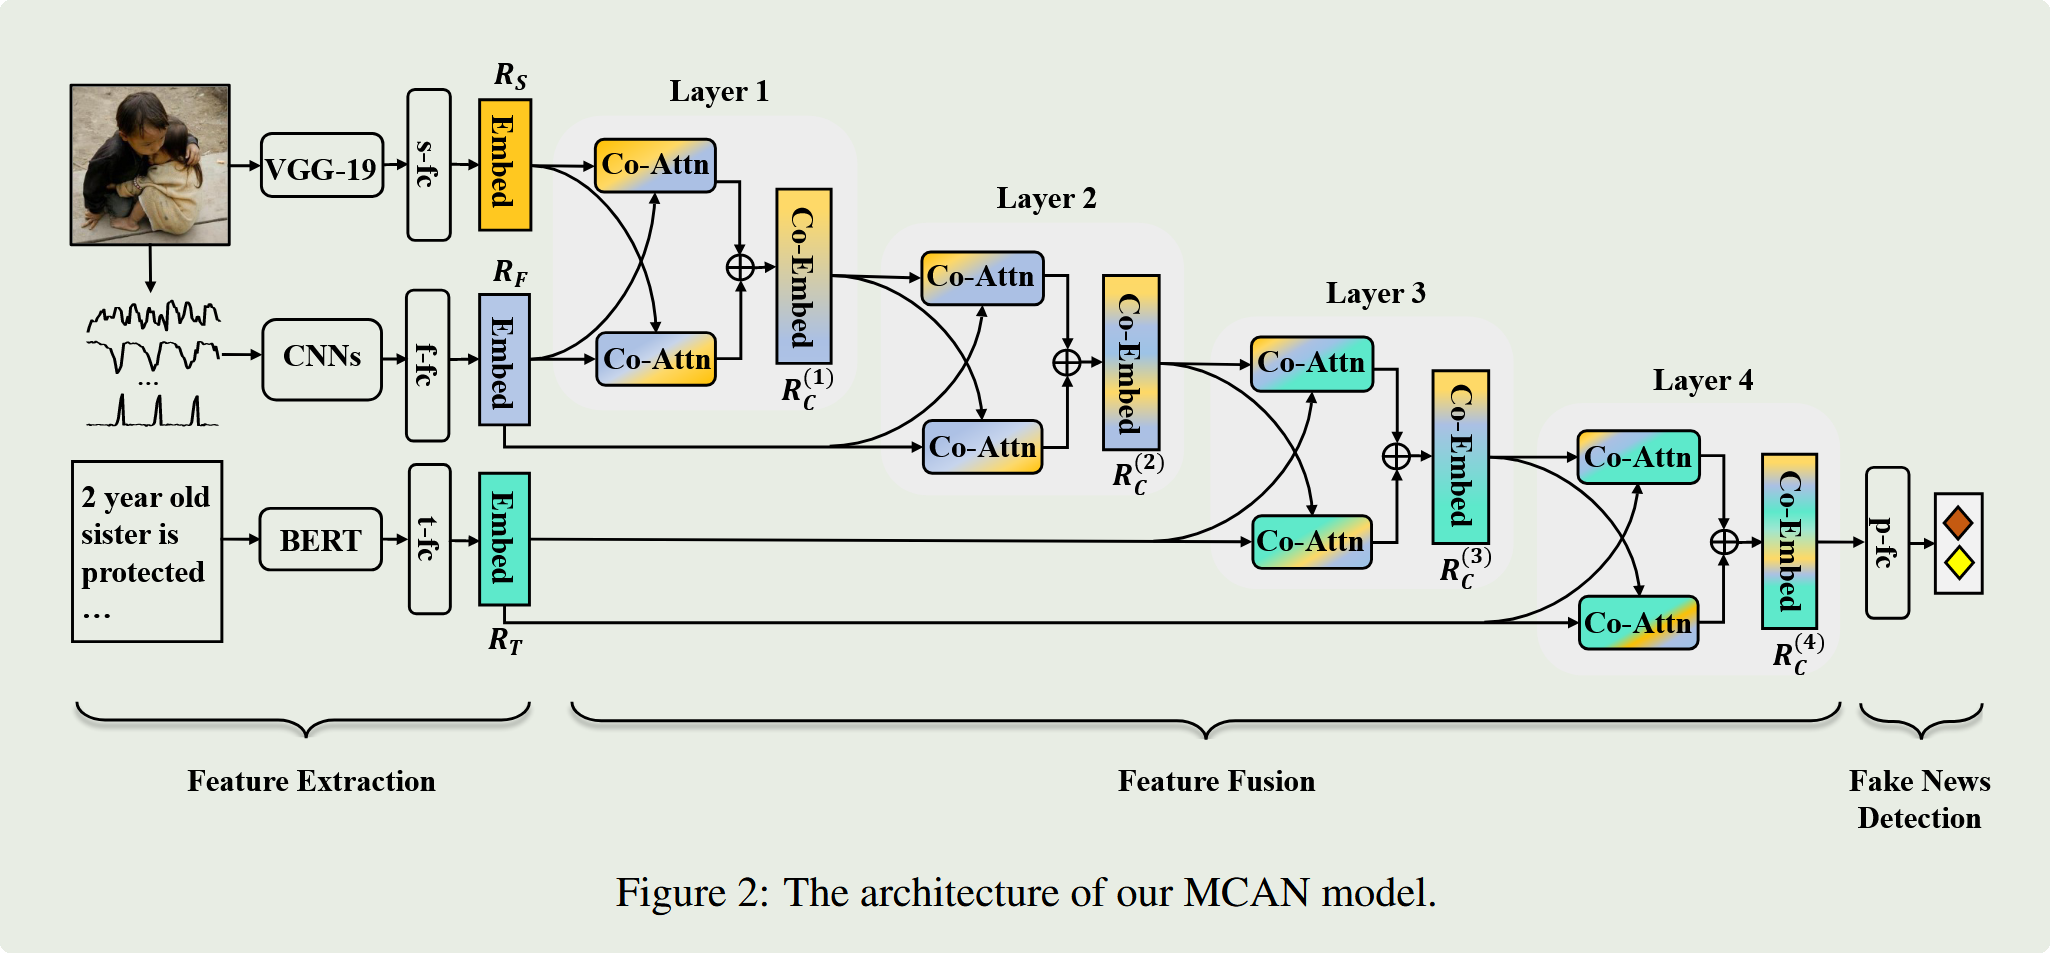 R_S
Layer 1
VGG-19
s-fc
Embed
Co-Attn
Co-Embed
Co-Attn
R_C^{(1)}
R_F
CNNs
f-fc
Embed
...
Layer 2
Co-Attn
Co-Embed
Co-Attn
R_C^{(2)}
2 year old
sister is
protected
...
BERT
t-fc
Embed
R_T
Layer 3
Co-Attn
Co-Embed
Co-Attn
R_C^{(3)}
Layer 4
Co-Attn
Co-Embed
Co-Attn
R_C^{(4)}
p-fc
Feature Extraction
Feature Fusion
Fake News
Detection
Figure 2: The architecture of our MCAN model.